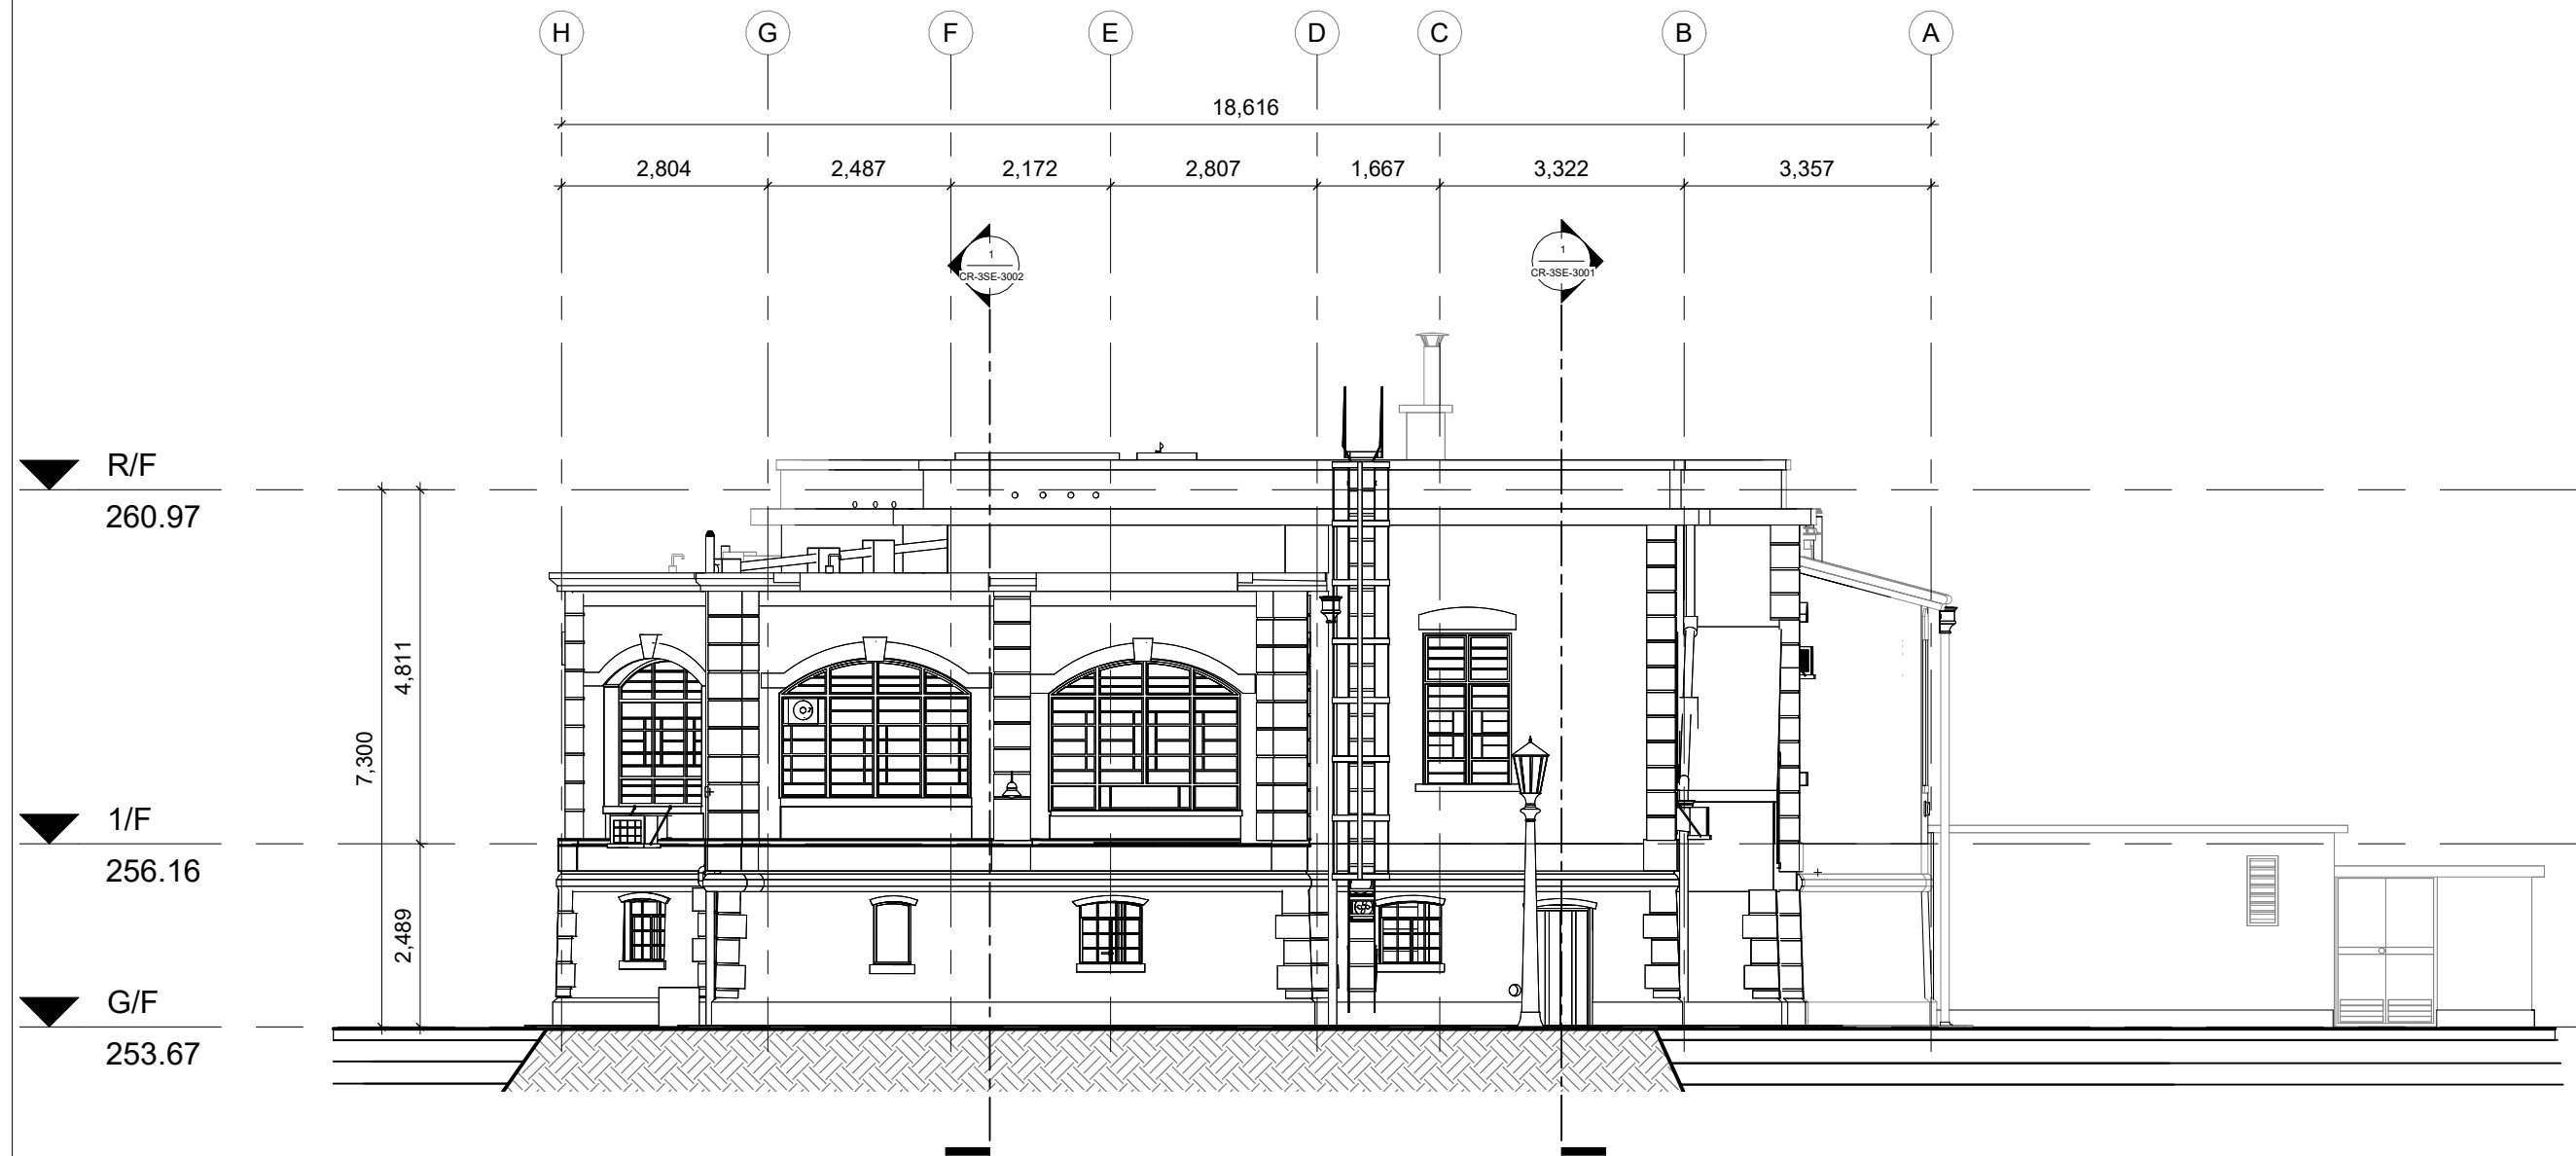 H G F E D C B A
18,616
2,804 2,487 2,172 2,807 1,667 3,322 3,357
1
CR-3SE-3002
1
CR-3SE-3001
R/F
260.97
4,811
7,300
1/F
256.16
2,489
G/F
253.67